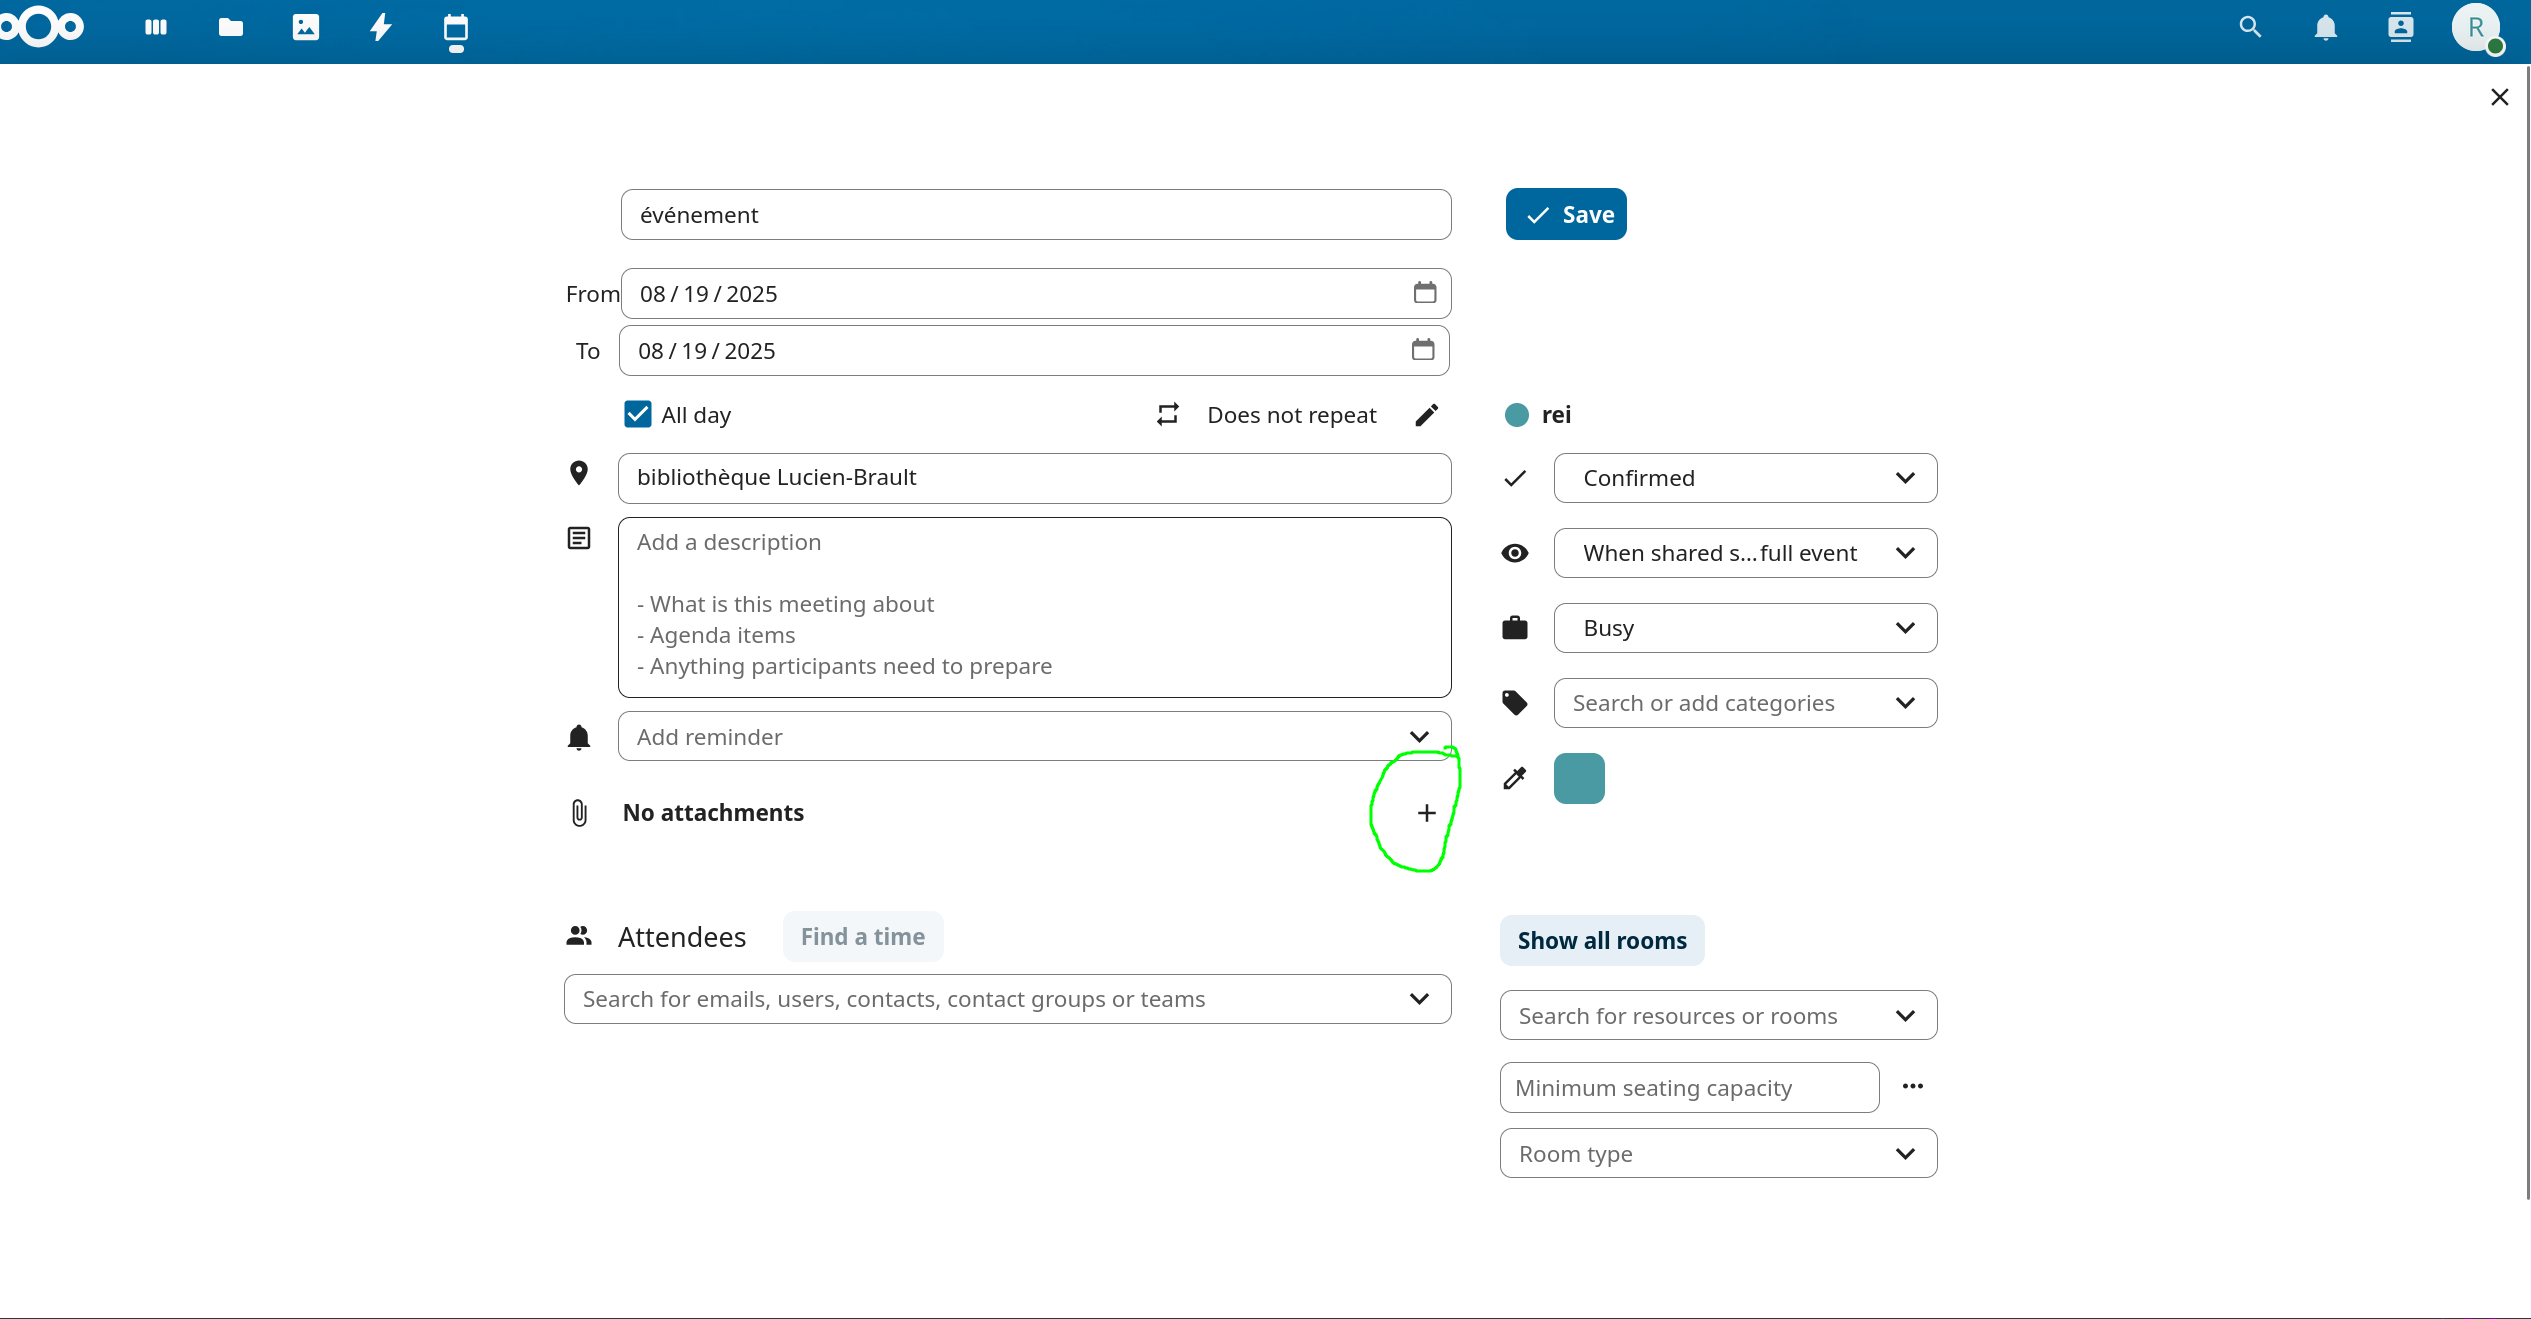 R
événement
Save
From 08 / 19 / 2025
To 08 / 19 / 2025
All day
Does not repeat
rei
bibliothèque Lucien-Brault
Confirmed
Add a description
- What is this meeting about
- Agenda items
- Anything participants need to prepare
When shared s... full event
Busy
Search or add categories
Add reminder
No attachments
Attendees
Find a time
Search for emails, users, contacts, contact groups or teams
Show all rooms
Search for resources or rooms
Minimum seating capacity
Room type